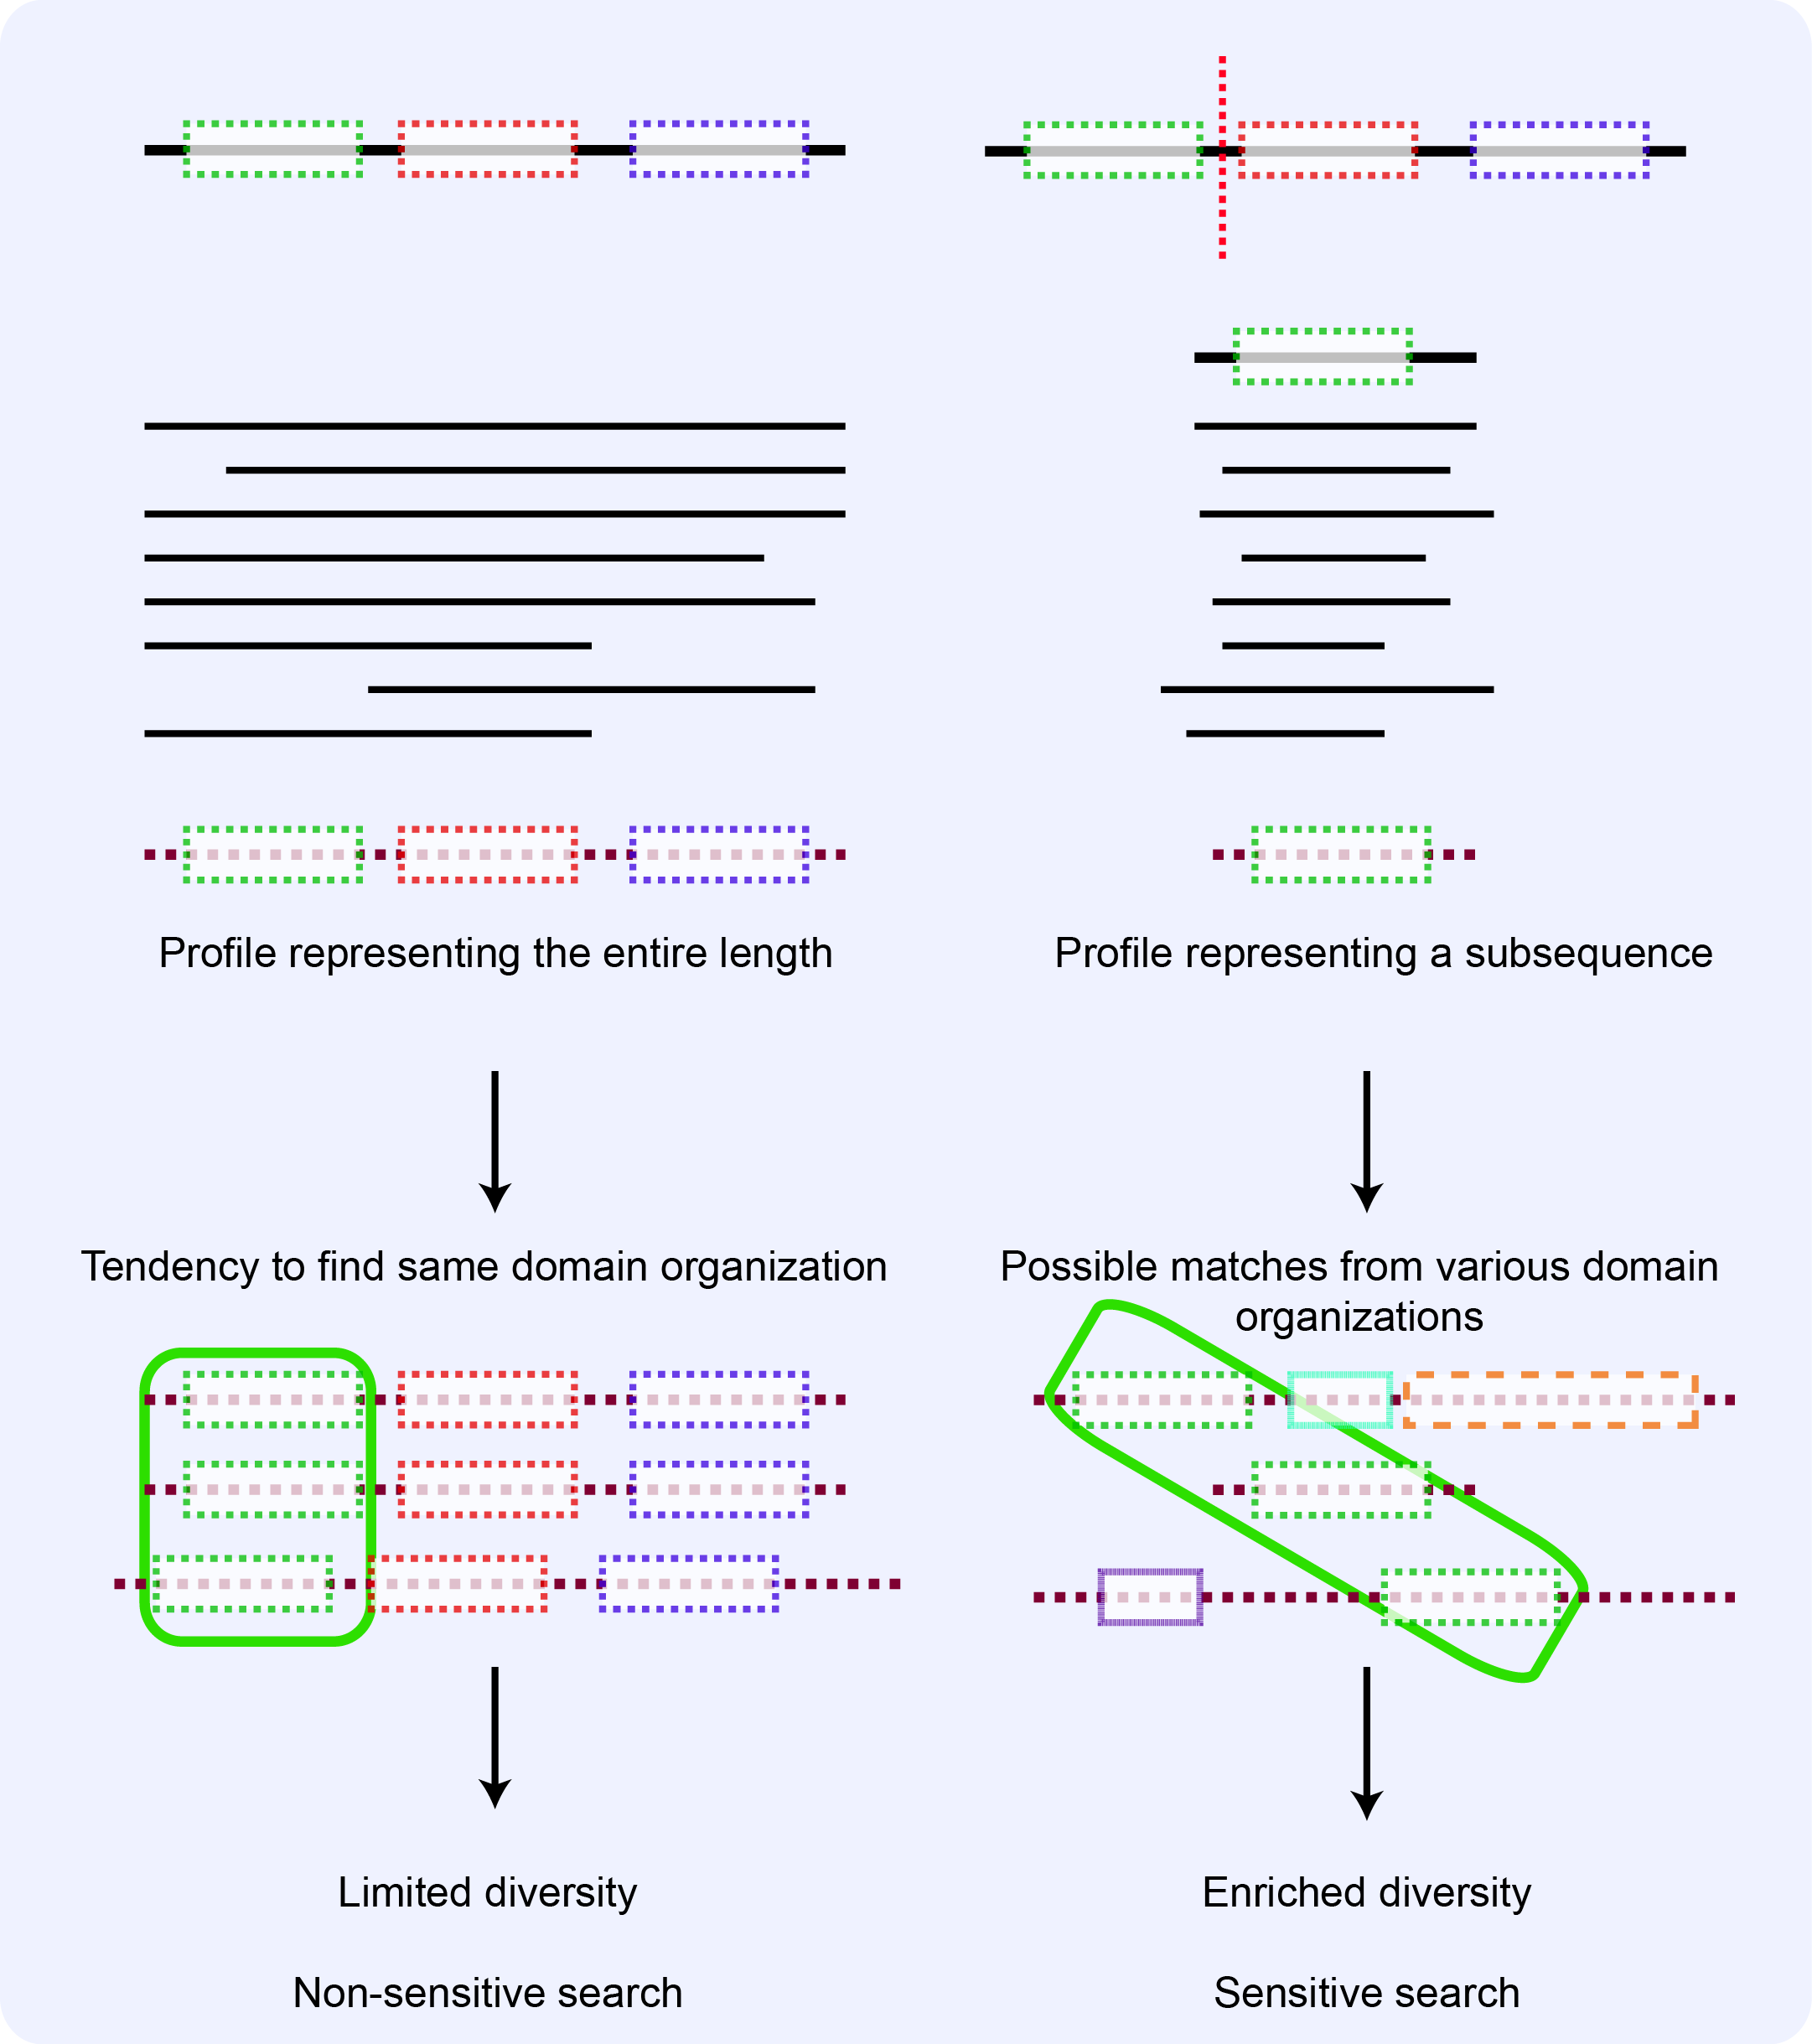 Profile representing the entire length
Profile representing a subsequence
Tendency to find same domain organization
Possible matches from various domain
organizations
Limited diversity
Enriched diversity
Non-sensitive search
Sensitive search